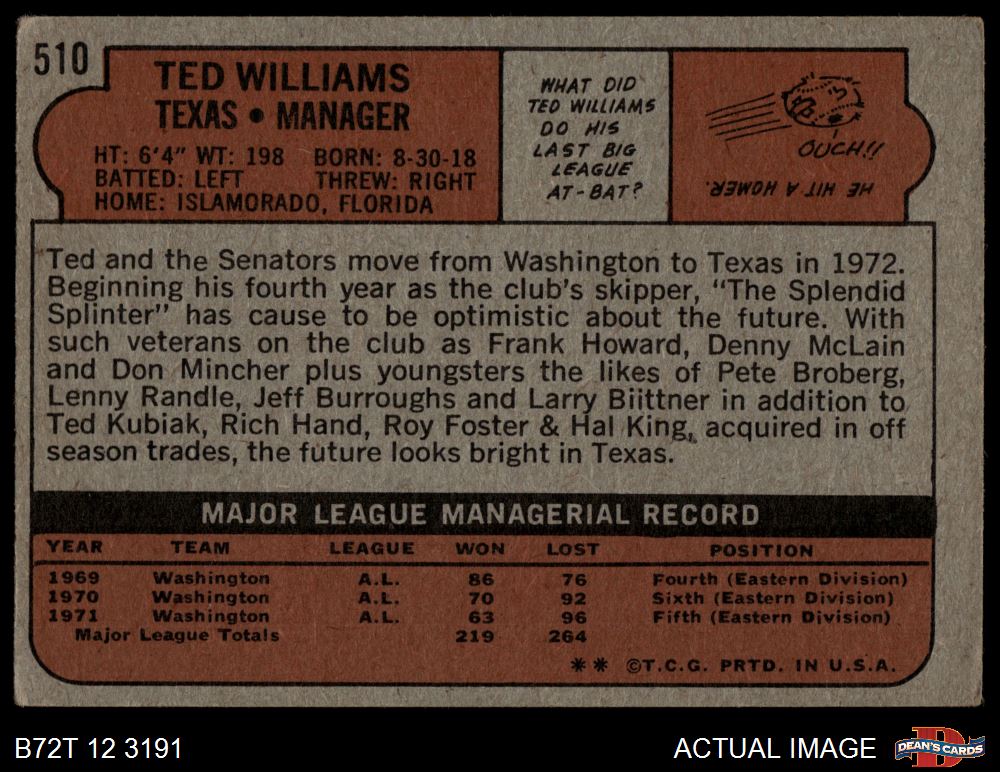 510
TED WILLIAMS
TEXAS • MANAGER
HT: 6'4" WT: 198 BORN: 8-30-18
BATTED: LEFT THREW: RIGHT
HOME: ISLAMORADO, FLORIDA
WHAT DID
TED WILLIAMS
DO HIS
LAST BIG
LEAGUE
AT-BAT?
OUCH!!
HE HIT A HOMER.
Ted and the Senators move from Washington to Texas in 1972.
Beginning his fourth year as the club's skipper, "The Splendid
Splinter" has cause to be optimistic about the future. With
such veterans on the club as Frank Howard, Denny McLain
and Don Mincher plus youngsters the likes of Pete Broberg,
Lenny Randle, Jeff Burroughs and Larry Biittner in addition to
Ted Kubiak, Rich Hand, Roy Foster & Hal King, acquired in off
season trades, the future looks bright in Texas.
MAJOR LEAGUE MANAGERIAL RECORD
YEAR TEAM LEAGUE WON LOST POSITION
1969 Washington A.L. 86 76 Fourth (Eastern Division)
1970 Washington A.L. 70 92 Sixth (Eastern Division)
1971 Washington A.L. 63 96 Fifth (Eastern Division)
Major League Totals 219 264
** ©T.C.G. PRTD. IN U.S.A.
B72T 12 3191
ACTUAL IMAGE
DEAN'S CARDS